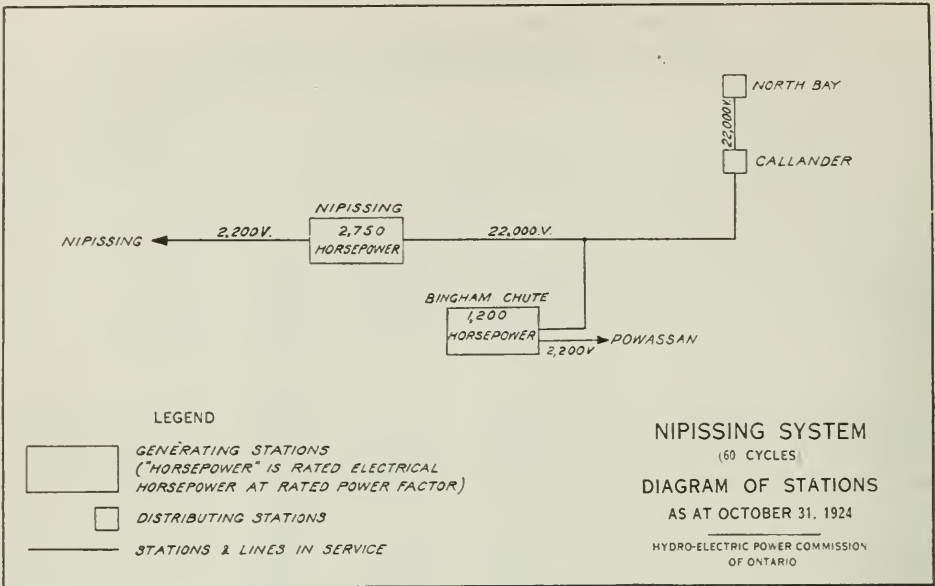 NORTH BAY
22,000V.
CALLANDER
NIPISSING
NIPISSING
2,200V.
2,750
HORSEPOWER
22,000.V.
BINGHAM CHUTE
1,200
HORSEPOWER
2,200V
POWASSAN
LEGEND
GENERATING STATIONS
("HORSEPOWER" IS RATED ELECTRICAL
HORSEPOWER AT RATED POWER FACTOR)
DISTRIBUTING STATIONS
STATIONS & LINES IN SERVICE
NIPISSING SYSTEM
(60 CYCLES)
DIAGRAM OF STATIONS
AS AT OCTOBER 31, 1924
HYDRO-ELECTRIC POWER COMMISSION
OF ONTARIO